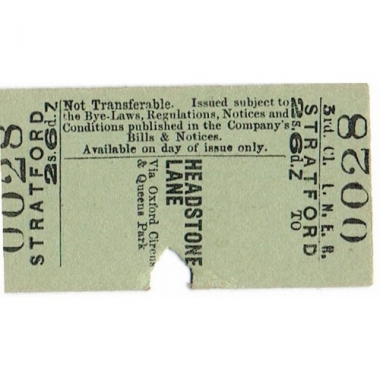 Not Transferable. Issued subject to
the Bye-Laws, Regulations, Notices and
Conditions published in the Company's
Bills & Notices.
Available on day of issue only.
3rd. Cl. L. N. E. R.
STRATFORD TO
2s.6d.Z
HEADSTONE
LANE
Via Oxford Circus
& Queens Park
STRATFORD
2s.6d.Z
0028
0028